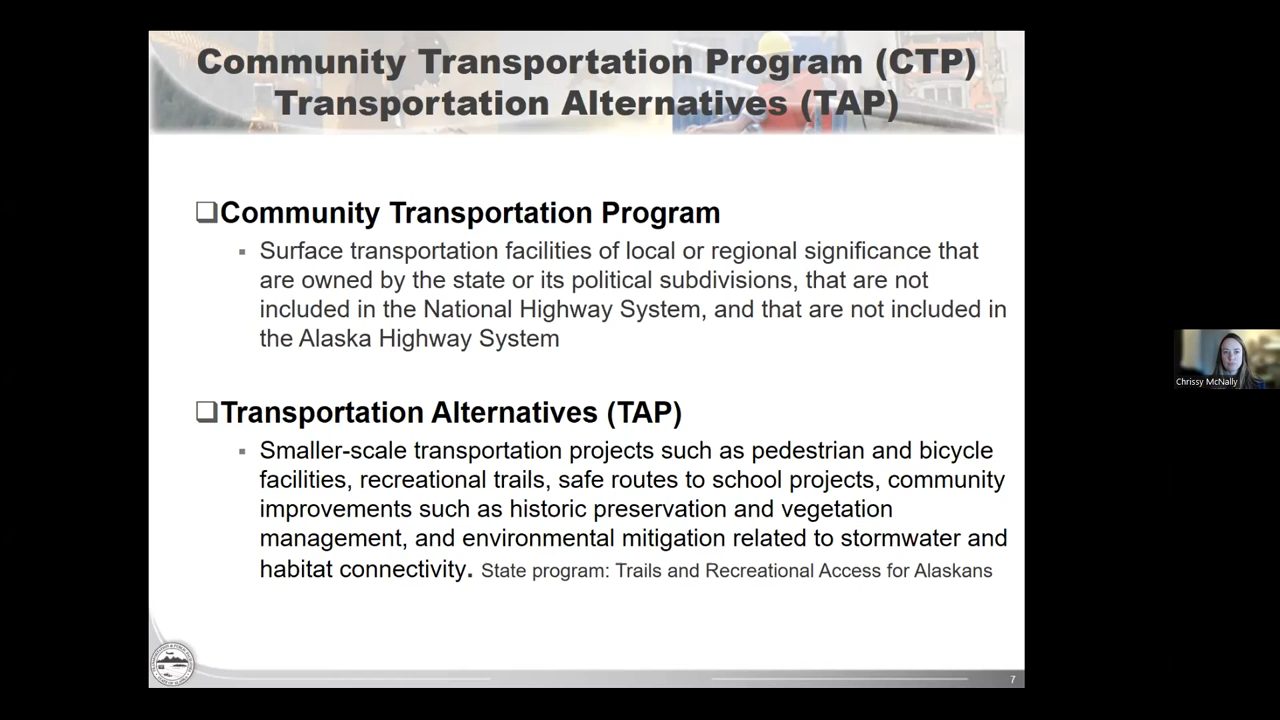 Community Transportation Program (CTP)
Transportation Alternatives (TAP)
Community Transportation Program
Surface transportation facilities of local or regional significance that
are owned by the state or its political subdivisions, that are not
included in the National Highway System, and that are not included in
the Alaska Highway System
Transportation Alternatives (TAP)
Smaller-scale transportation projects such as pedestrian and bicycle
facilities, recreational trails, safe routes to school projects, community
improvements such as historic preservation and vegetation
management, and environmental mitigation related to stormwater and
habitat connectivity. State program: Trails and Recreational Access for Alaskans
7
Chrissy McNally